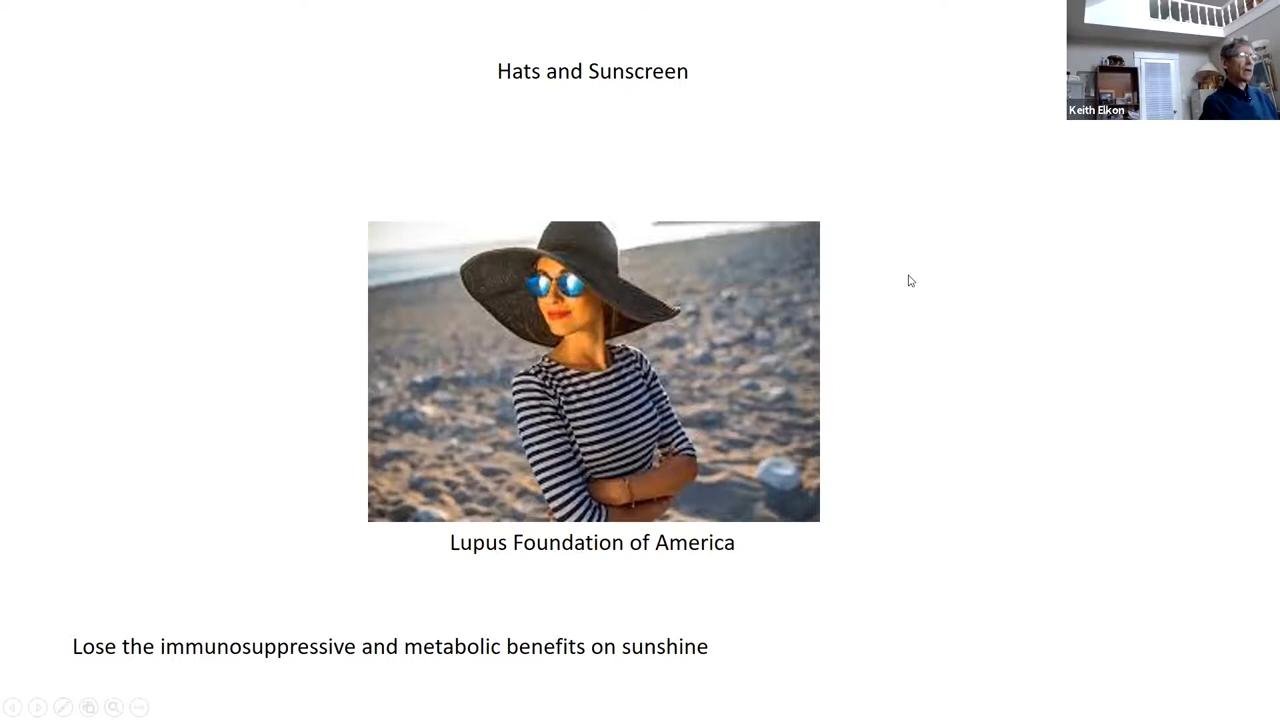 Hats and Sunscreen
Keith Elkon
Lupus Foundation of America
Lose the immunosuppressive and metabolic benefits on sunshine